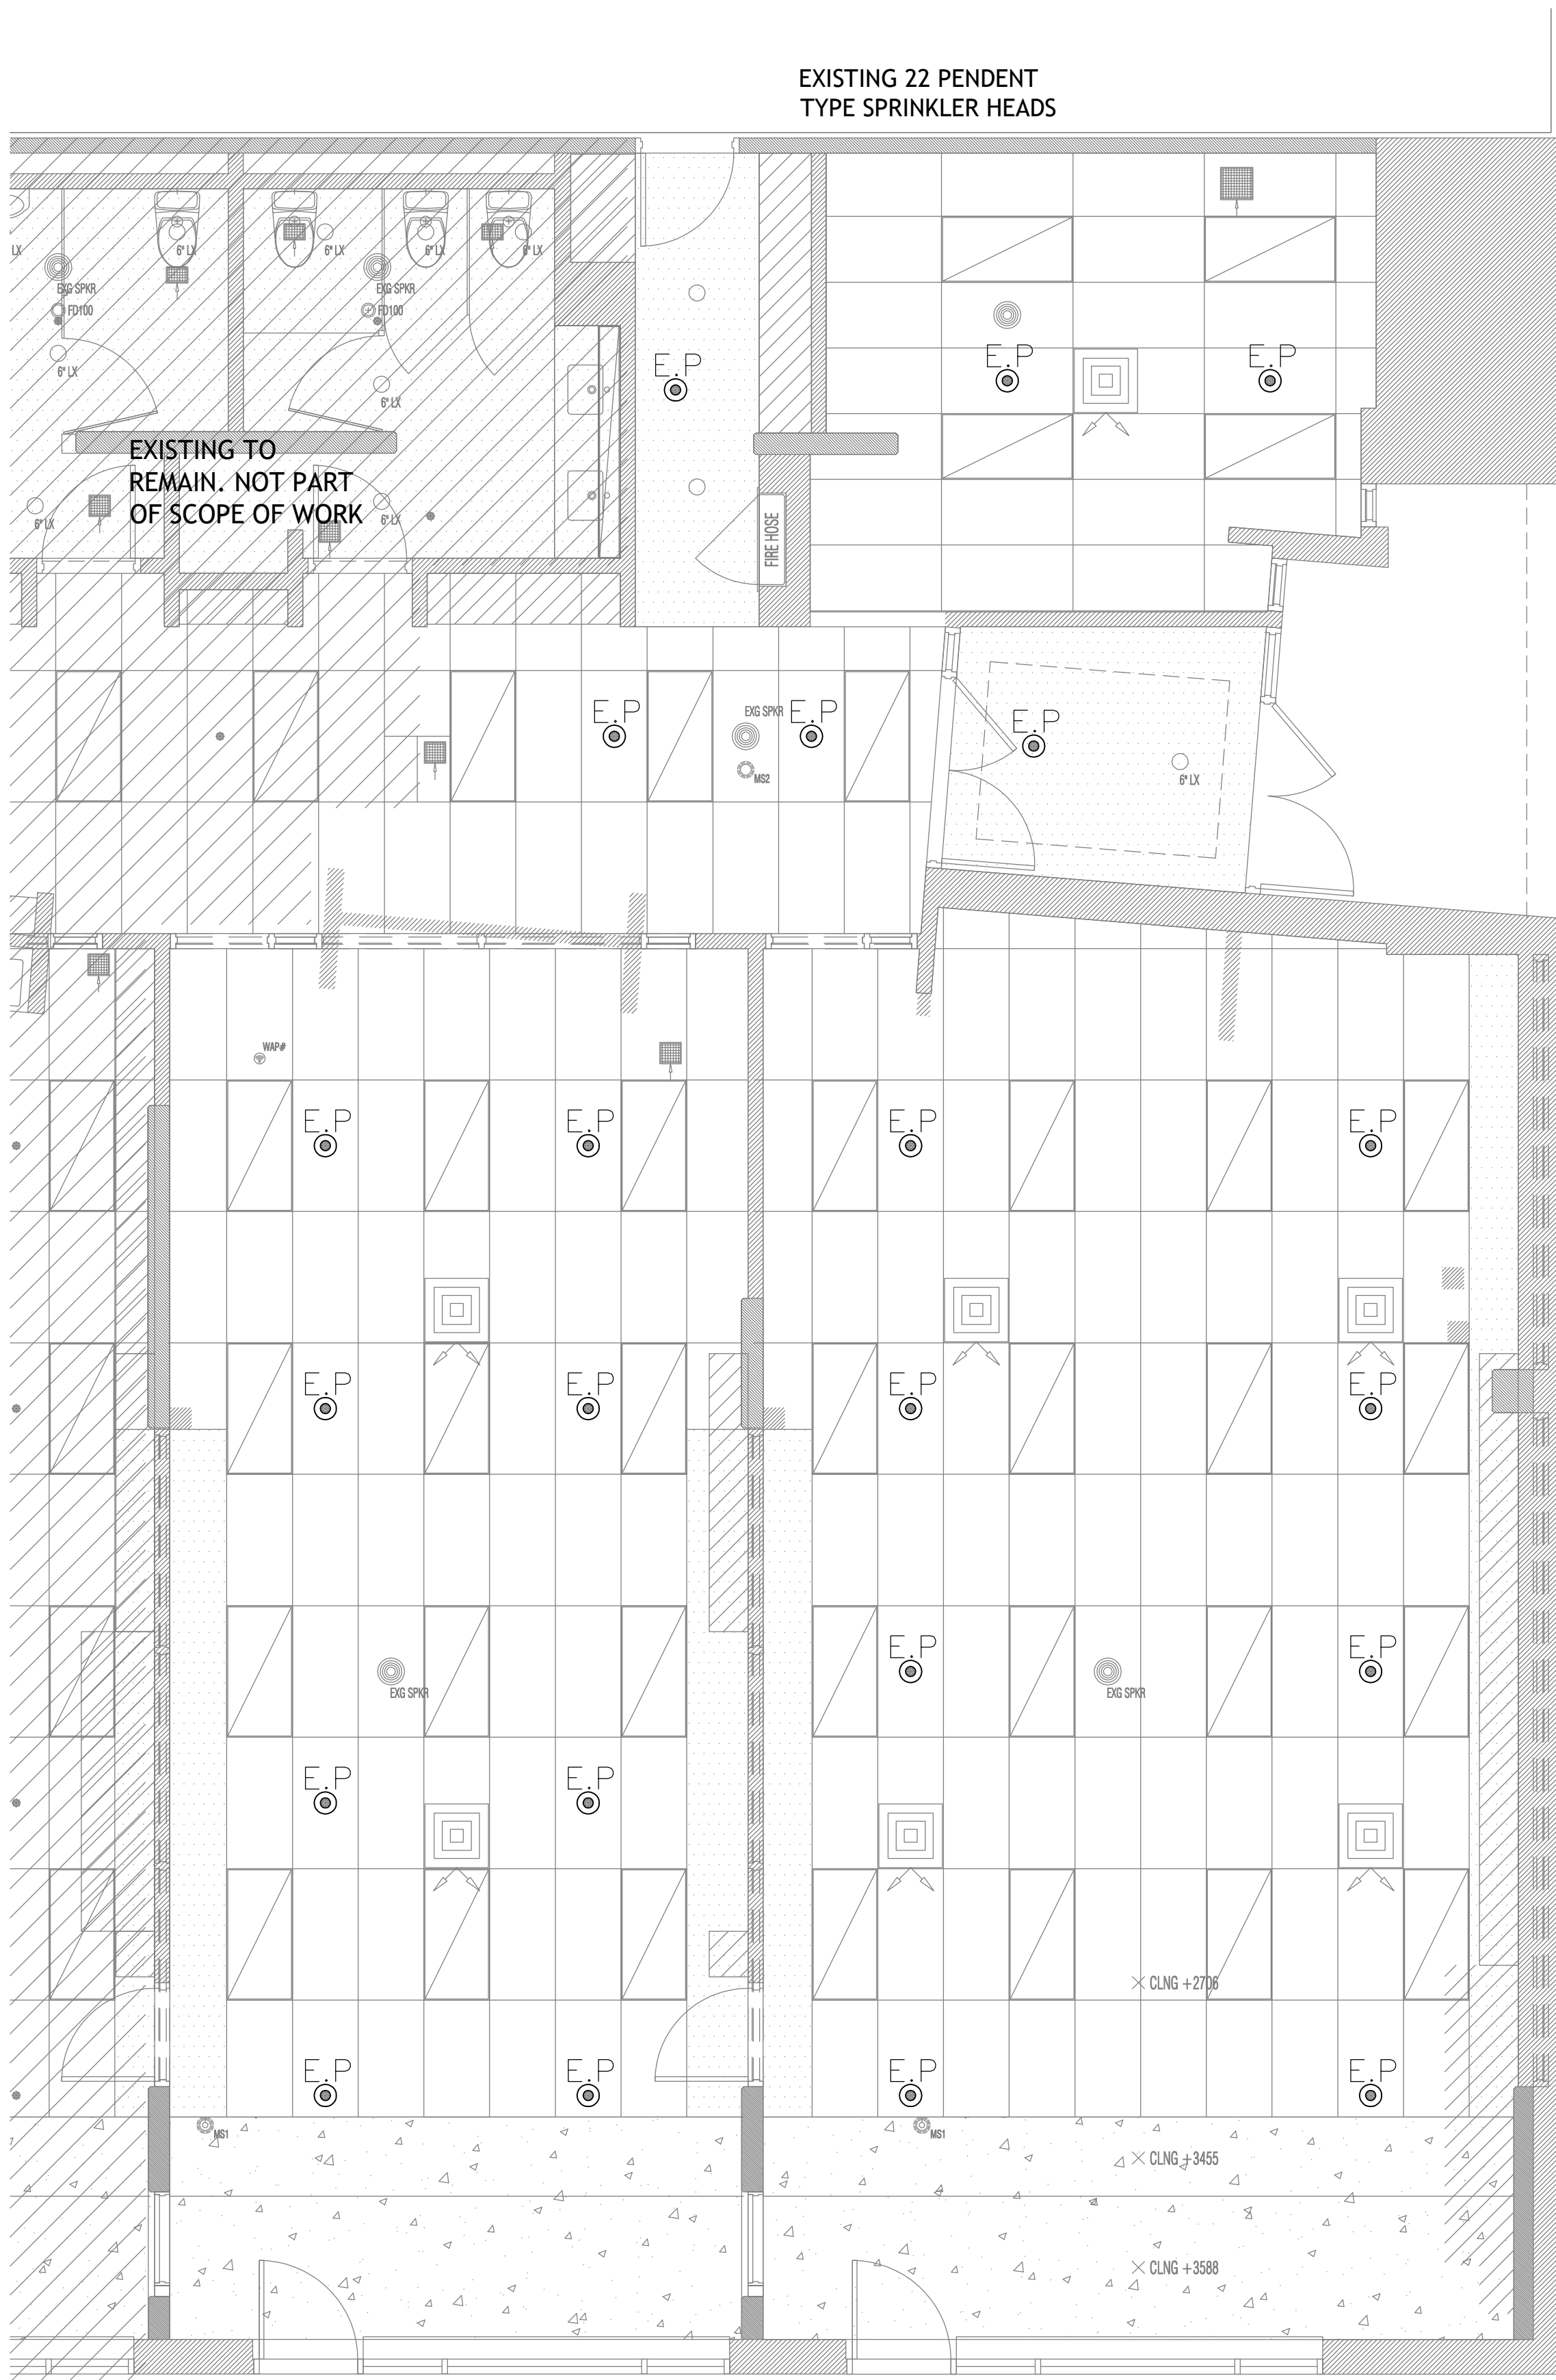 EXISTING 22 PENDENT
TYPE SPRINKLER HEADS
LX
6" LX
6" LX
6" LX
6" LX
EXG SPKR
EXG SPKR
FD100
FD100
E.P
E.P
E.P
6" LX
6" LX
EXISTING TO
REMAIN. NOT PART
OF SCOPE OF WORK
6" LX
6" LX
FIRE HOSE
E.P
EXG SPKR
E.P
E.P
MS2
6" LX
WAP#
E.P
E.P
E.P
E.P
E.P
E.P
E.P
E.P
E.P
E.P
EXG SPKR
EXG SPKR
E.P
E.P
CLNG +2706
E.P
E.P
E.P
E.P
MS1
MS1
CLNG +3455
CLNG +3588